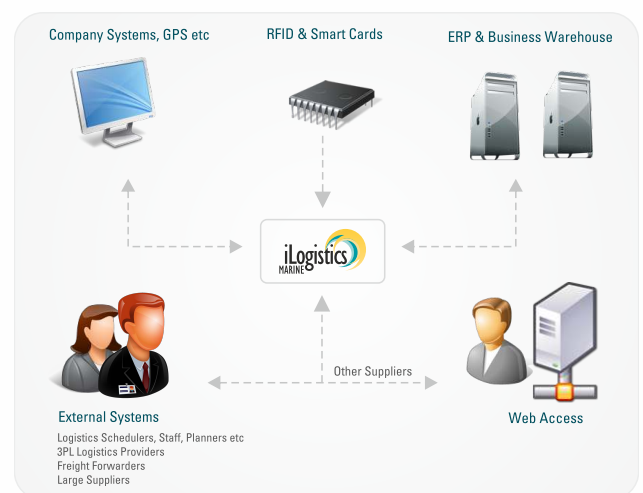 Company Systems, GPS etc
RFID & Smart Cards
ERP & Business Warehouse
iLogistics
MARINE
Other Suppliers
External Systems
Logistics Schedulers, Staff, Planners etc
3PL Logistics Providers
Freight Forwarders
Large Suppliers
Web Access